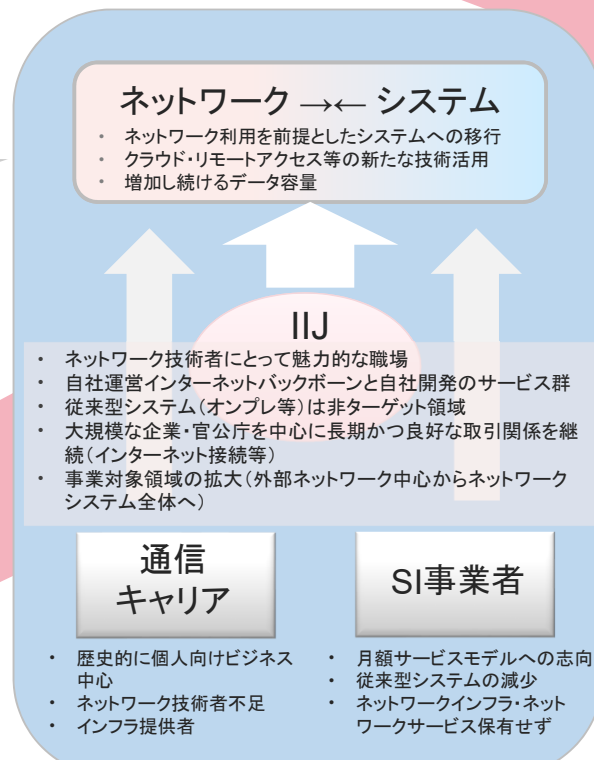 ネットワーク →← システム
・ ネットワーク利用を前提としたシステムへの移行
・ クラウド・リモートアクセス等の新たな技術活用
・ 増加し続けるデータ容量
IIJ
・ ネットワーク技術者にとって魅力的な職場
・ 自社運営インターネットバックボーンと自社開発のサービス群
・ 従来型システム(オンプレ等)は非ターゲット領域
・ 大規模な企業・官公庁を中心に長期かつ良好な取引関係を継
続(インターネット接続等)
・ 事業対象領域の拡大(外部ネットワーク中心からネットワーク
システム全体へ)
通信
キャリア
・ 歴史的に個人向けビジネス
中心
・ ネットワーク技術者不足
・ インフラ提供者
SI事業者
・ 月額サービスモデルへの志向
・ 従来型システムの減少
・ ネットワークインフラ・ネット
ワークサービス保有せず